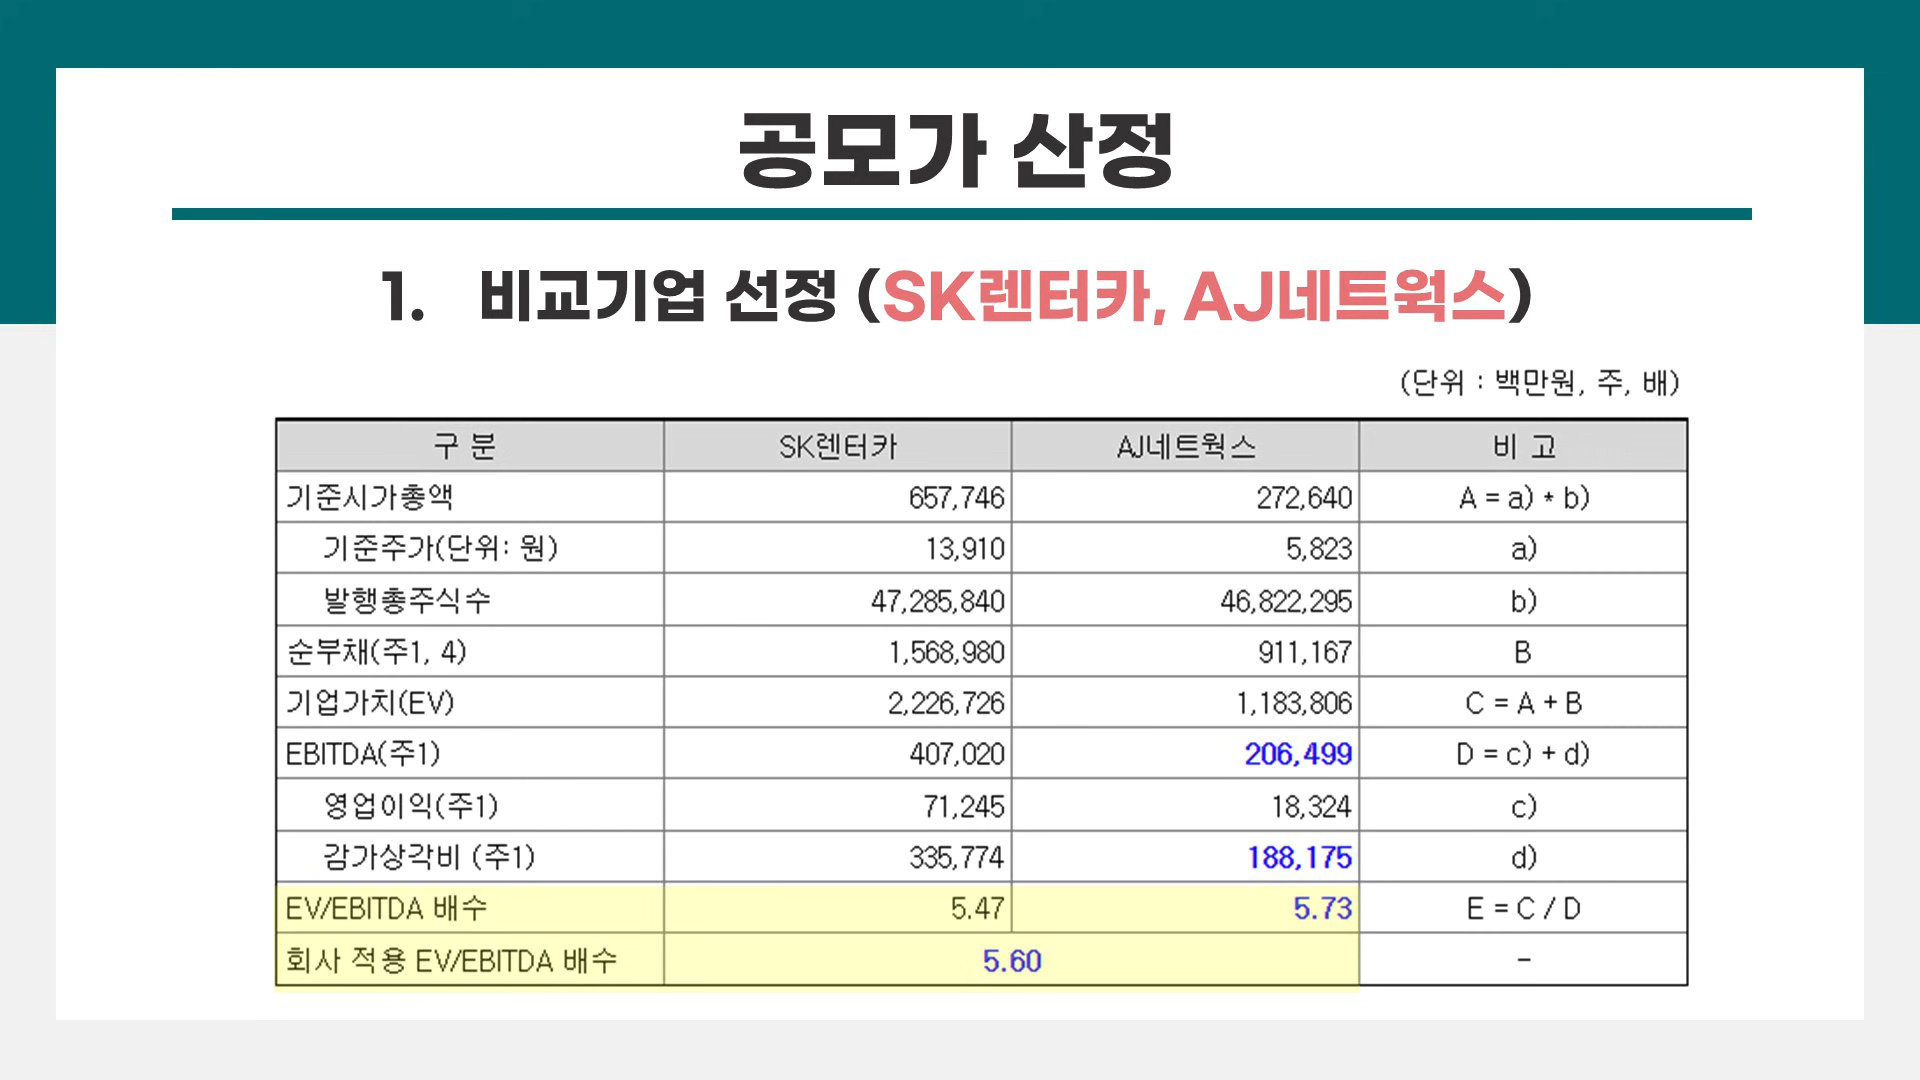 공모가 산정
1. 비교기업 선정 (SK렌터카, AJ네트웍스)
(단위 : 백만원, 주, 배)
구 분 SK렌터카 AJ네트웍스 비 고
기준시가총액 657,746 272,640 A = a) * b)
기준주가(단위: 원) 13,910 5,823 a)
발행총주식수 47,285,840 46,822,295 b)
순부채(주1, 4) 1,568,980 911,167 B
기업가치(EV) 2,226,726 1,183,806 C = A + B
EBITDA(주1) 407,020 206,499 D = c) + d)
영업이익(주1) 71,245 18,324 c)
감가상각비 (주1) 335,774 188,175 d)
EV/EBITDA 배수 5.47 5.73 E = C / D
회사 적용 EV/EBITDA 배수 5.60 -